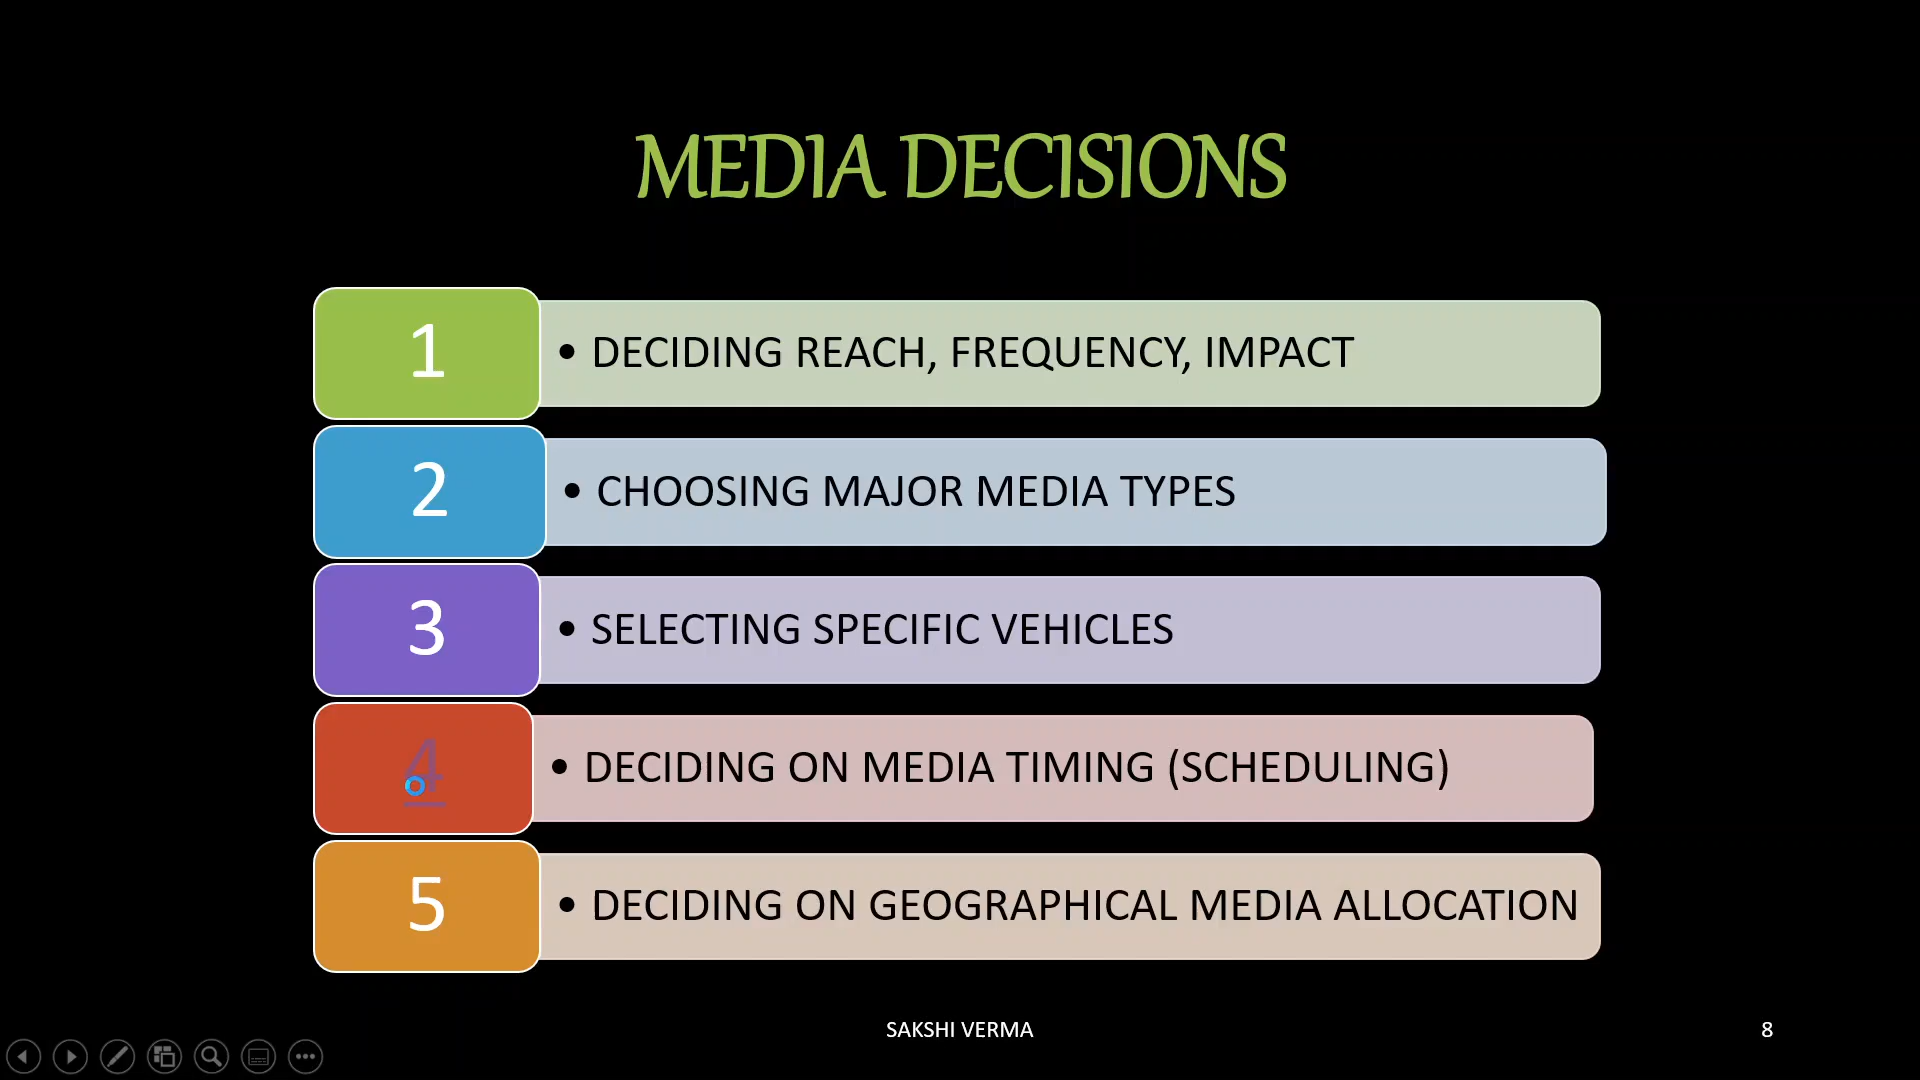 MEDIA DECISIONS
1
• DECIDING REACH, FREQUENCY, IMPACT
2
• CHOOSING MAJOR MEDIA TYPES
3
• SELECTING SPECIFIC VEHICLES
4
• DECIDING ON MEDIA TIMING (SCHEDULING)
5
• DECIDING ON GEOGRAPHICAL MEDIA ALLOCATION
SAKSHI VERMA
8